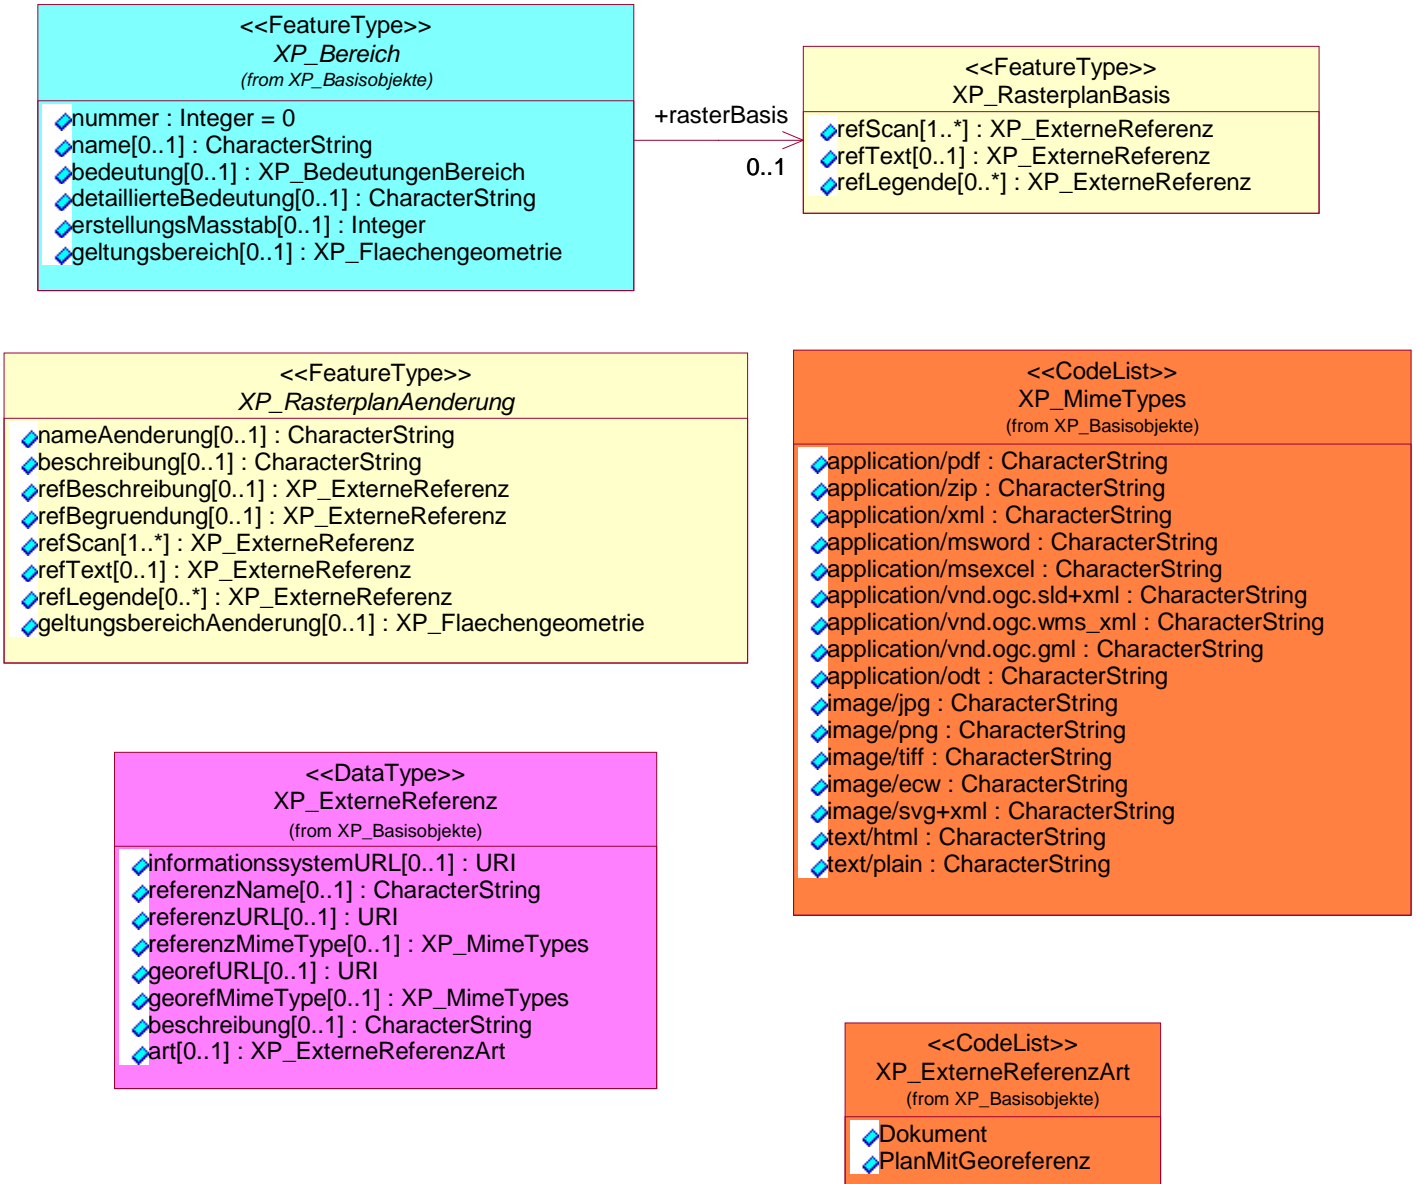 <<FeatureType>>
XP_Bereich
(from XP_Basisobjekte)
nummer : Integer = 0
name[0..1] : CharacterString
bedeutung[0..1] : XP_BedeutungenBereich
detaillierteBedeutung[0..1] : CharacterString
erstellungsMasstab[0..1] : Integer
geltungsbereich[0..1] : XP_Flaechengeometrie
+rasterBasis
0..1
<<FeatureType>>
XP_RasterplanBasis
refScan[1..*] : XP_ExterneReferenz
refText[0..1] : XP_ExterneReferenz
refLegende[0..*] : XP_ExterneReferenz
<<FeatureType>>
XP_RasterplanAenderung
nameAenderung[0..1] : CharacterString
beschreibung[0..1] : CharacterString
refBeschreibung[0..1] : XP_ExterneReferenz
refBegruendung[0..1] : XP_ExterneReferenz
refScan[1..*] : XP_ExterneReferenz
refText[0..1] : XP_ExterneReferenz
refLegende[0..*] : XP_ExterneReferenz
geltungsbereichAenderung[0..1] : XP_Flaechengeometrie
<<CodeList>>
XP_MimeTypes
(from XP_Basisobjekte)
application/pdf : CharacterString
application/zip : CharacterString
application/xml : CharacterString
application/msword : CharacterString
application/msexcel : CharacterString
application/vnd.ogc.sld+xml : CharacterString
application/vnd.ogc.wms_xml : CharacterString
application/vnd.ogc.gml : CharacterString
application/odt : CharacterString
image/jpg : CharacterString
image/png : CharacterString
image/tiff : CharacterString
image/ecw : CharacterString
image/svg+xml : CharacterString
text/html : CharacterString
text/plain : CharacterString
<<DataType>>
XP_ExterneReferenz
(from XP_Basisobjekte)
informationssystemURL[0..1] : URI
referenzName[0..1] : CharacterString
referenzURL[0..1] : URI
referenzMimeType[0..1] : XP_MimeTypes
georefURL[0..1] : URI
georefMimeType[0..1] : XP_MimeTypes
beschreibung[0..1] : CharacterString
art[0..1] : XP_ExterneReferenzArt
<<CodeList>>
XP_ExterneReferenzArt
(from XP_Basisobjekte)
Dokument
PlanMitGeoreferenz